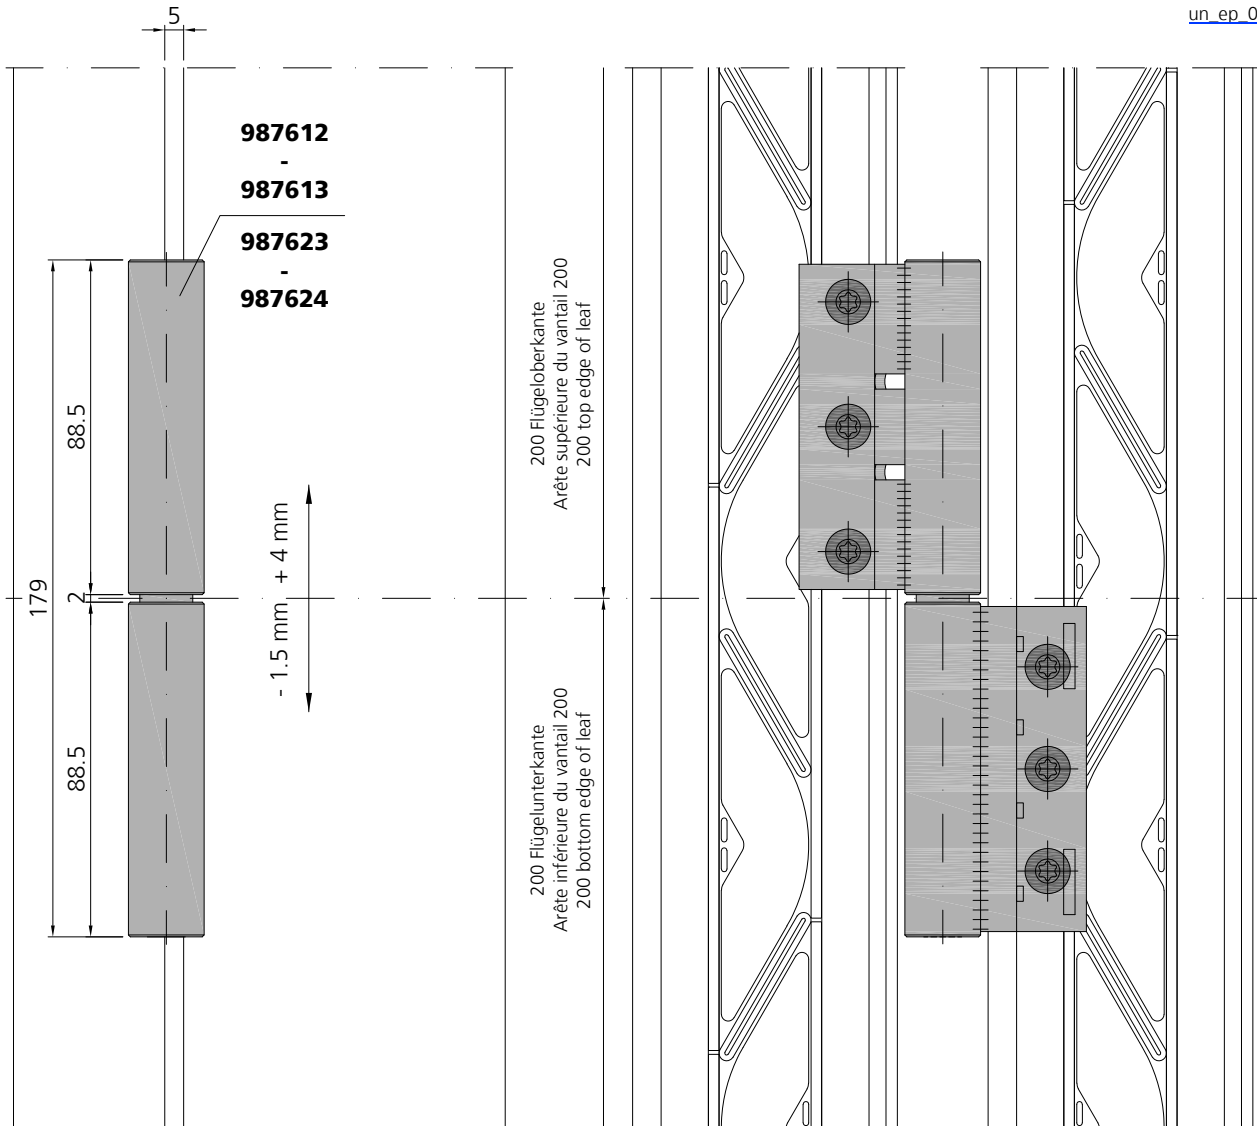 5
un_ep_0
987612
-
987613
987623
-
987624
88.5
179
2
88.5
- 1.5 mm + 4 mm
200 Flügeloberkante
Arête supérieure du vantail 200
200 top edge of leaf
200 Flügelunterkante
Arête inférieure du vantail 200
200 bottom edge of leaf